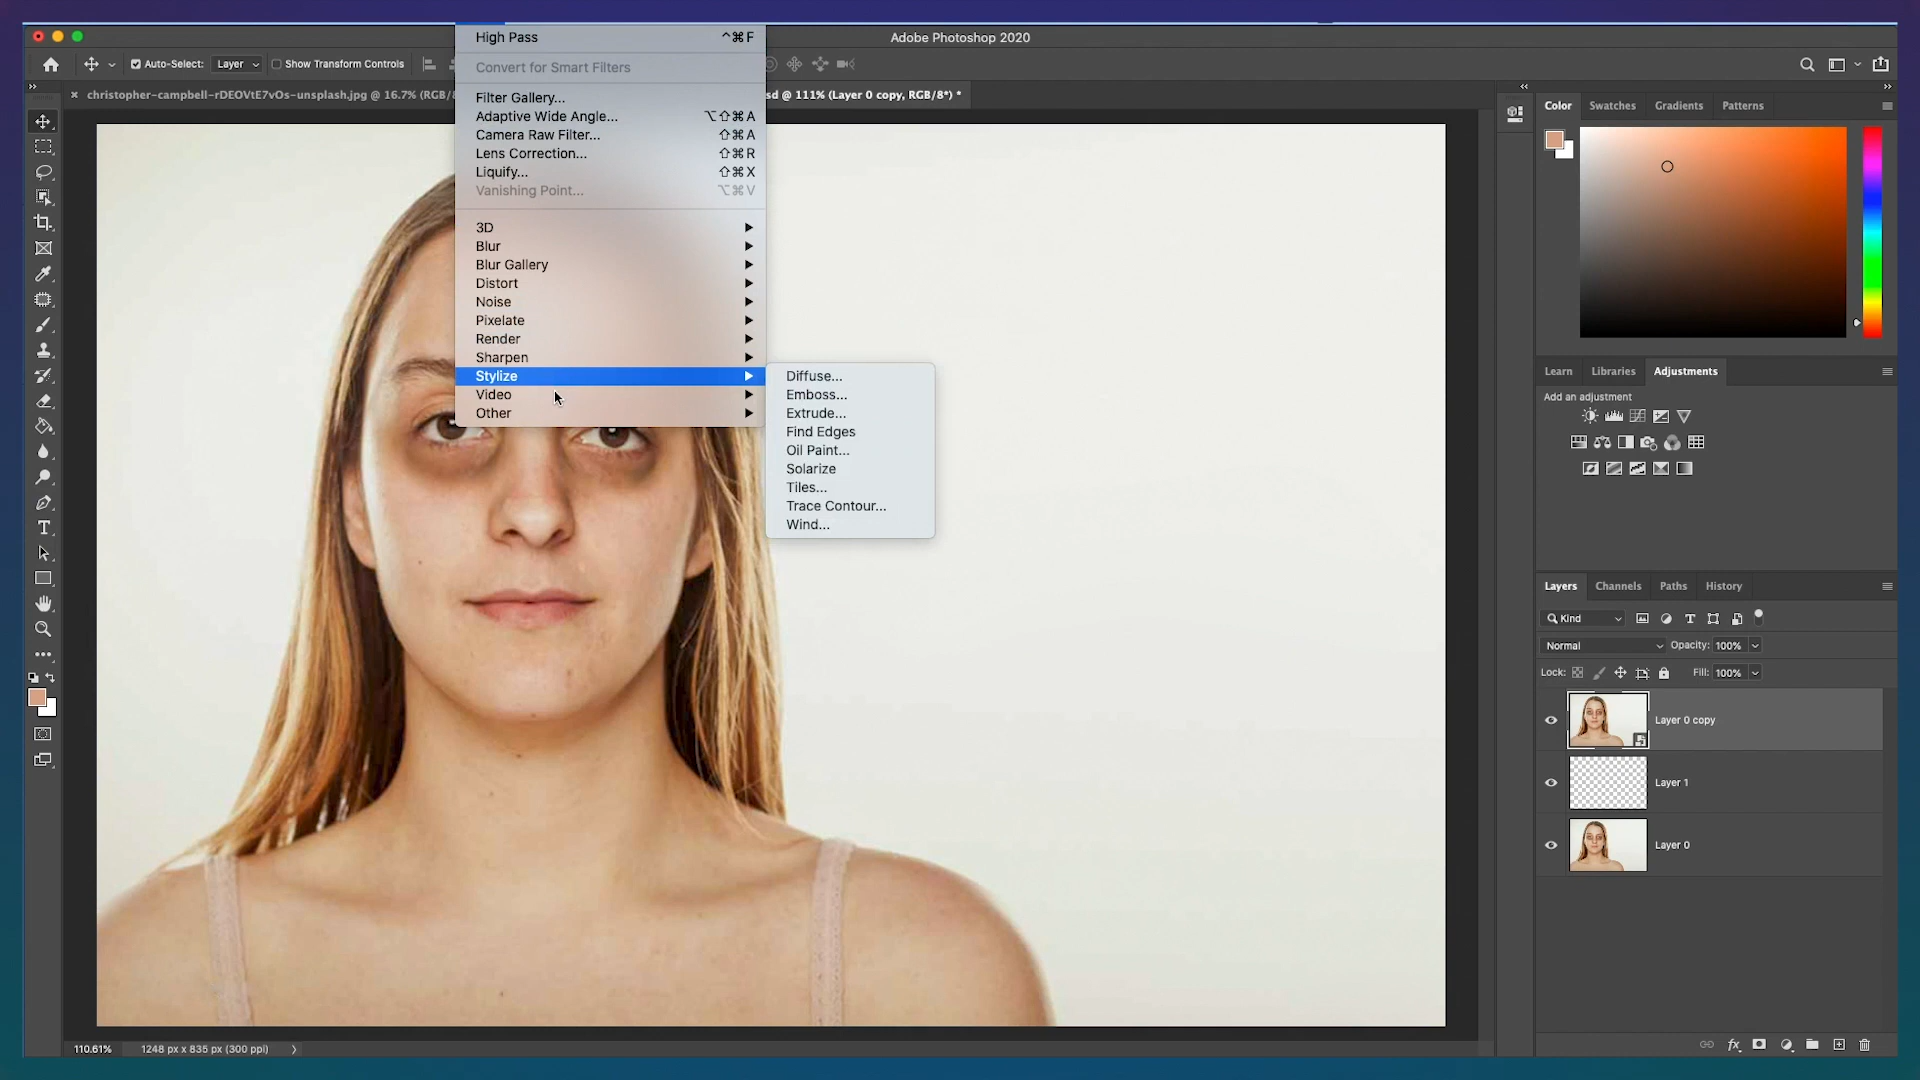 High Pass ^⌘F
Adobe Photoshop 2020
Auto-Select: Layer Show Transform Controls
Convert for Smart Filters
christopher-campbell-rDEOVtE7vOs-unsplash.jpg @ 16.7% (RGB/8
sd @ 111% (Layer 0 copy, RGB/8*) *
Filter Gallery...
Adaptive Wide Angle... ⌥⇧⌘A
Camera Raw Filter... ⇧⌘A
Lens Correction... ⇧⌘R
Liquify... ⇧⌘X
Vanishing Point... ⌥⌘V
3D
Blur
Blur Gallery
Distort
Noise
Pixelate
Render
Sharpen
Stylize
Video
Other
Diffuse...
Emboss...
Extrude...
Find Edges
Oil Paint...
Solarize
Tiles...
Trace Contour...
Wind...
Color Swatches Gradients Patterns
Learn Libraries Adjustments
Add an adjustment
Layers Channels Paths History
Kind
Normal Opacity: 100%
Lock: Fill: 100%
Layer 0 copy
Layer 1
Layer 0
110.61% 1248 px x 835 px (300 ppi)